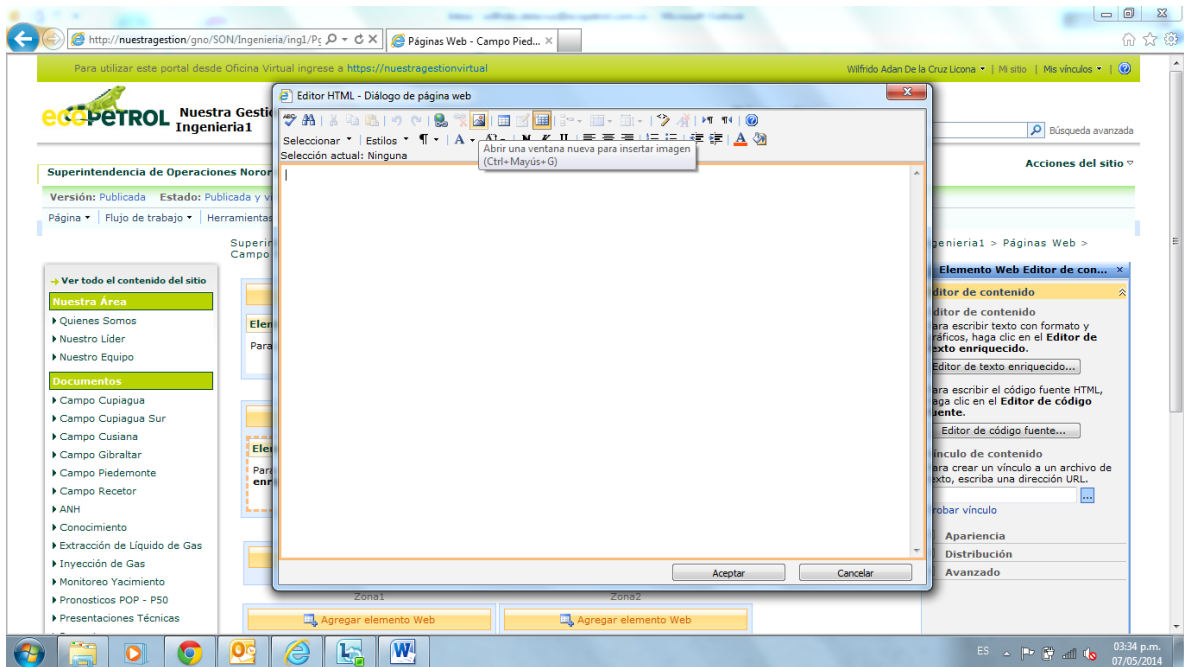 http://nuestragestion/gno/SON/Ingenieria/ing1/Pç
Páginas Web - Campo Pied...
Para utilizar este portal desde Oficina Virtual ingrese a https://nuestragestionvirtual
Wilfrido Adan De la Cruz Licona
Mi sitio
Mis vínculos
ecoPETROL
Nuestra Gesti
Ingenieria1
Búsqueda avanzada
Superintendencia de Operaciones Noror
Acciones del sitio
Versión: Publicada Estado: Publicada y v
Página Flujo de trabajo Herramientas
Superin
Campo
genieria1 > Páginas Web >
Editor HTML - Diálogo de página web
Seleccionar Estilos
Selección actual: Ninguna
Abrir una ventana nueva para insertar imagen
(Ctrl+Mayús+G)
Aceptar
Cancelar
Ver todo el contenido del sitio
Nuestra Área
Quienes Somos
Nuestro Líder
Nuestro Equipo
Documentos
Campo Cupiagua
Campo Cupiagua Sur
Campo Cusiana
Campo Gibraltar
Campo Piedemonte
Campo Recetor
ANH
Conocimiento
Extracción de Líquido de Gas
Inyección de Gas
Monitoreo Yacimiento
Pronosticos POP - P50
Presentaciones Técnicas
Elem
Para
Elem
Para
enr
Zona1
Zona2
Agregar elemento Web
Agregar elemento Web
Elemento Web Editor de con...
ditor de contenido
ditor de contenido
ara escribir texto con formato y
ráficos, haga clic en el Editor de
exto enriquecido.
Editor de texto enriquecido...
ara escribir el código fuente HTML,
aga clic en el Editor de código
uente.
Editor de código fuente...
ínculo de contenido
ara crear un vínculo a un archivo de
exto, escriba una dirección URL.
robar vínculo
Apariencia
Distribución
Avanzado
ES
03:34 p.m.
07/05/2014